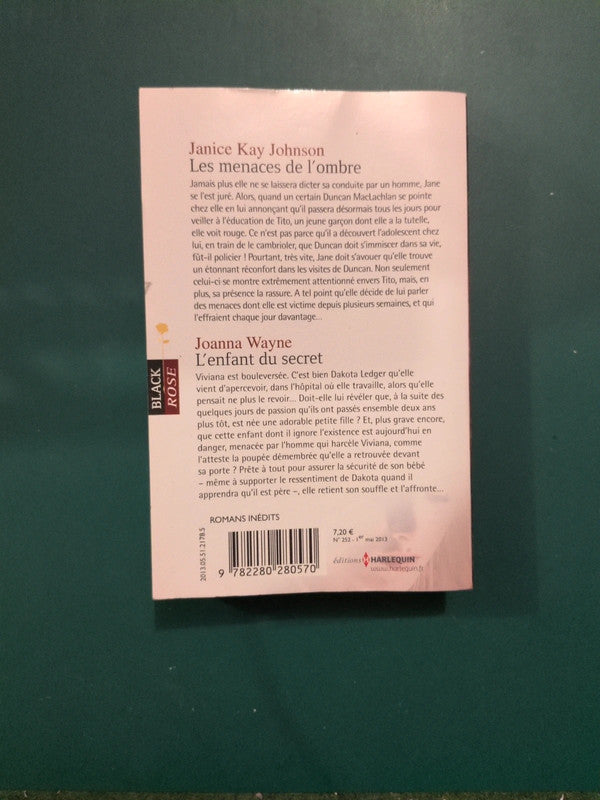 Janice Kay Johnson
Les menaces de l'ombre
Jamais plus elle ne se laissera dicter sa conduite par un homme, Jane
se l'est juré. Alors, quand un certain Duncan MacLachlan se pointe
chez elle en lui annonçant qu'il passera désormais tous les jours pour
veiller à l'éducation de Tito, un jeune garçon dont elle a la tutelle,
elle voit rouge. Ce n'est pas parce qu'il a découvert l'adolescent chez
lui, en train de le cambrioler, que Duncan doit s'immiscer dans sa vie,
fût-il policier ! Pourtant, très vite, Jane doit s'avouer qu'elle trouve
un étonnant réconfort dans les visites de Duncan. Non seulement
celui-ci se montre extrêmement attentionné envers Tito, mais, en
plus, sa présence la rassure. A tel point qu'elle décide de lui parler
des menaces dont elle est victime depuis plusieurs semaines, et qui
l'effraient chaque jour davantage...
Joanna Wayne
L'enfant du secret
Viviana est bouleversée. C'est bien Dakota Ledger qu'elle
vient d'apercevoir, dans l'hôpital où elle travaille, alors qu'elle
pensait ne plus le revoir... Doit-elle lui révéler que, à la suite des
quelques jours de passion qu'ils ont passés ensemble deux ans
plus tôt, est née une adorable petite fille ? Et, plus grave encore,
que cette enfant dont il ignore l'existence est aujourd'hui en
danger, menacée par l'homme qui harcèle Viviana, comme
l'atteste la poupée démembrée qu'elle a retrouvée devant
sa porte ? Prête à tout pour assurer la sécurité de son bébé
– même à supporter le ressentiment de Dakota quand il
apprendra qu'il est père –, elle retient son souffle et l'affronte...
BLACK
ROSE
ROMANS INÉDITS
2013.05.51.2178.5
9 782280 280570
7,20 €
N° 252 - 1er mai 2013
éditions HARLEQUIN
www.harlequin.fr